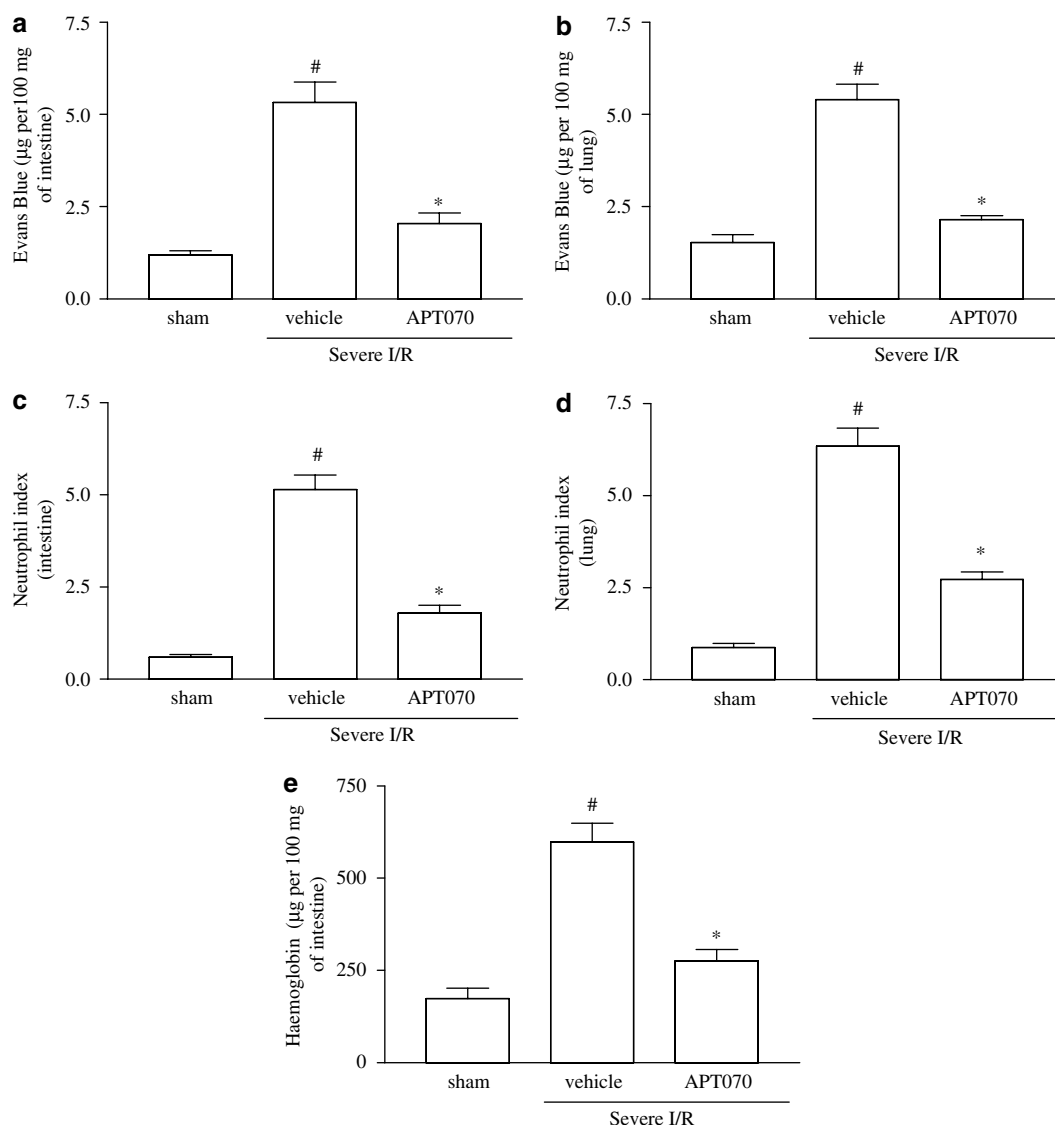 a
7.5
5.0
2.5
0.0
Evans Blue (µg per100 mg
of intestine)
#
*
sham vehicle APT070
Severe I/R
b
7.5
5.0
2.5
0.0
Evans Blue (µg per 100 mg
of lung)
#
*
sham vehicle APT070
Severe I/R
c
7.5
5.0
2.5
0.0
Neutrophil index
(intestine)
#
*
sham vehicle APT070
Severe I/R
d
7.5
5.0
2.5
0.0
Neutrophil index
(lung)
#
*
sham vehicle APT070
Severe I/R
e
750
500
250
0
Haemoglobin (µg per 100 mg
of intestine)
#
*
sham vehicle APT070
Severe I/R